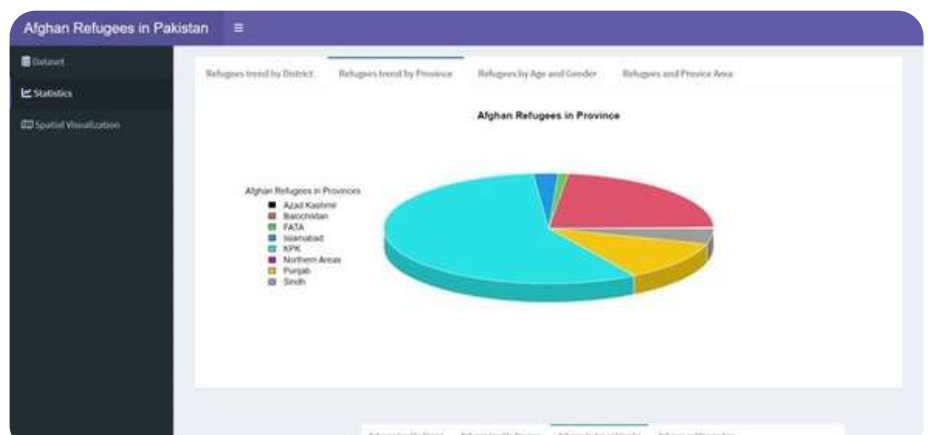 Afghan Refugees in Pakistan
Dataset
Statistics
Spatial Visualization
Refugees trend by District Refugees trend by Province Refugees by Age and Gender Refugees and Provice Area
Afghan Refugees in Province
Afghan Refugees in Provinces
Azad Kashmir
Balochistan
FATA
Islamabad
KPK
Northern Areas
Punjab
Sindh